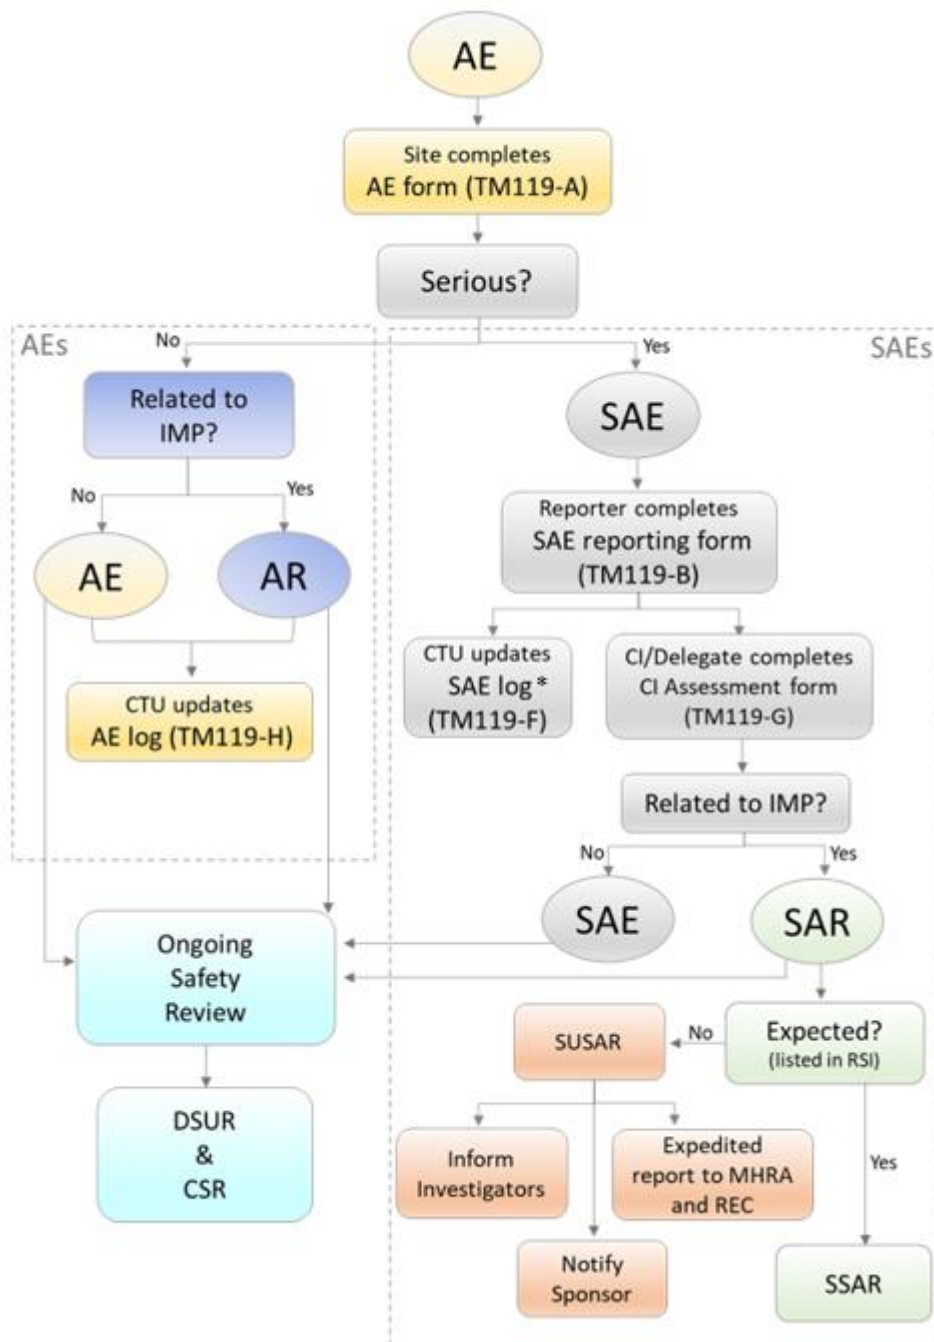 AE
Site completes
AE form (TM119-A)
Serious?
AEs
No
Yes
SAEs
Related to
IMP?
SAE
No
Yes
Reporter completes
SAE reporting form
(TM119-B)
AE
AR
CTU updates
SAE log*
(TM119-F)
CI/Delegate completes
CI Assessment form
(TM119-G)
CTU updates
AE log (TM119-H)
Related to IMP?
No
Yes
SAE
SAR
Ongoing
Safety
Review
SUSAR
No
Expected?
(listed in RSI)
DSUR
&
CSR
Inform
Investigators
Expedited
report to MHRA
and REC
Yes
Notify
Sponsor
SSAR